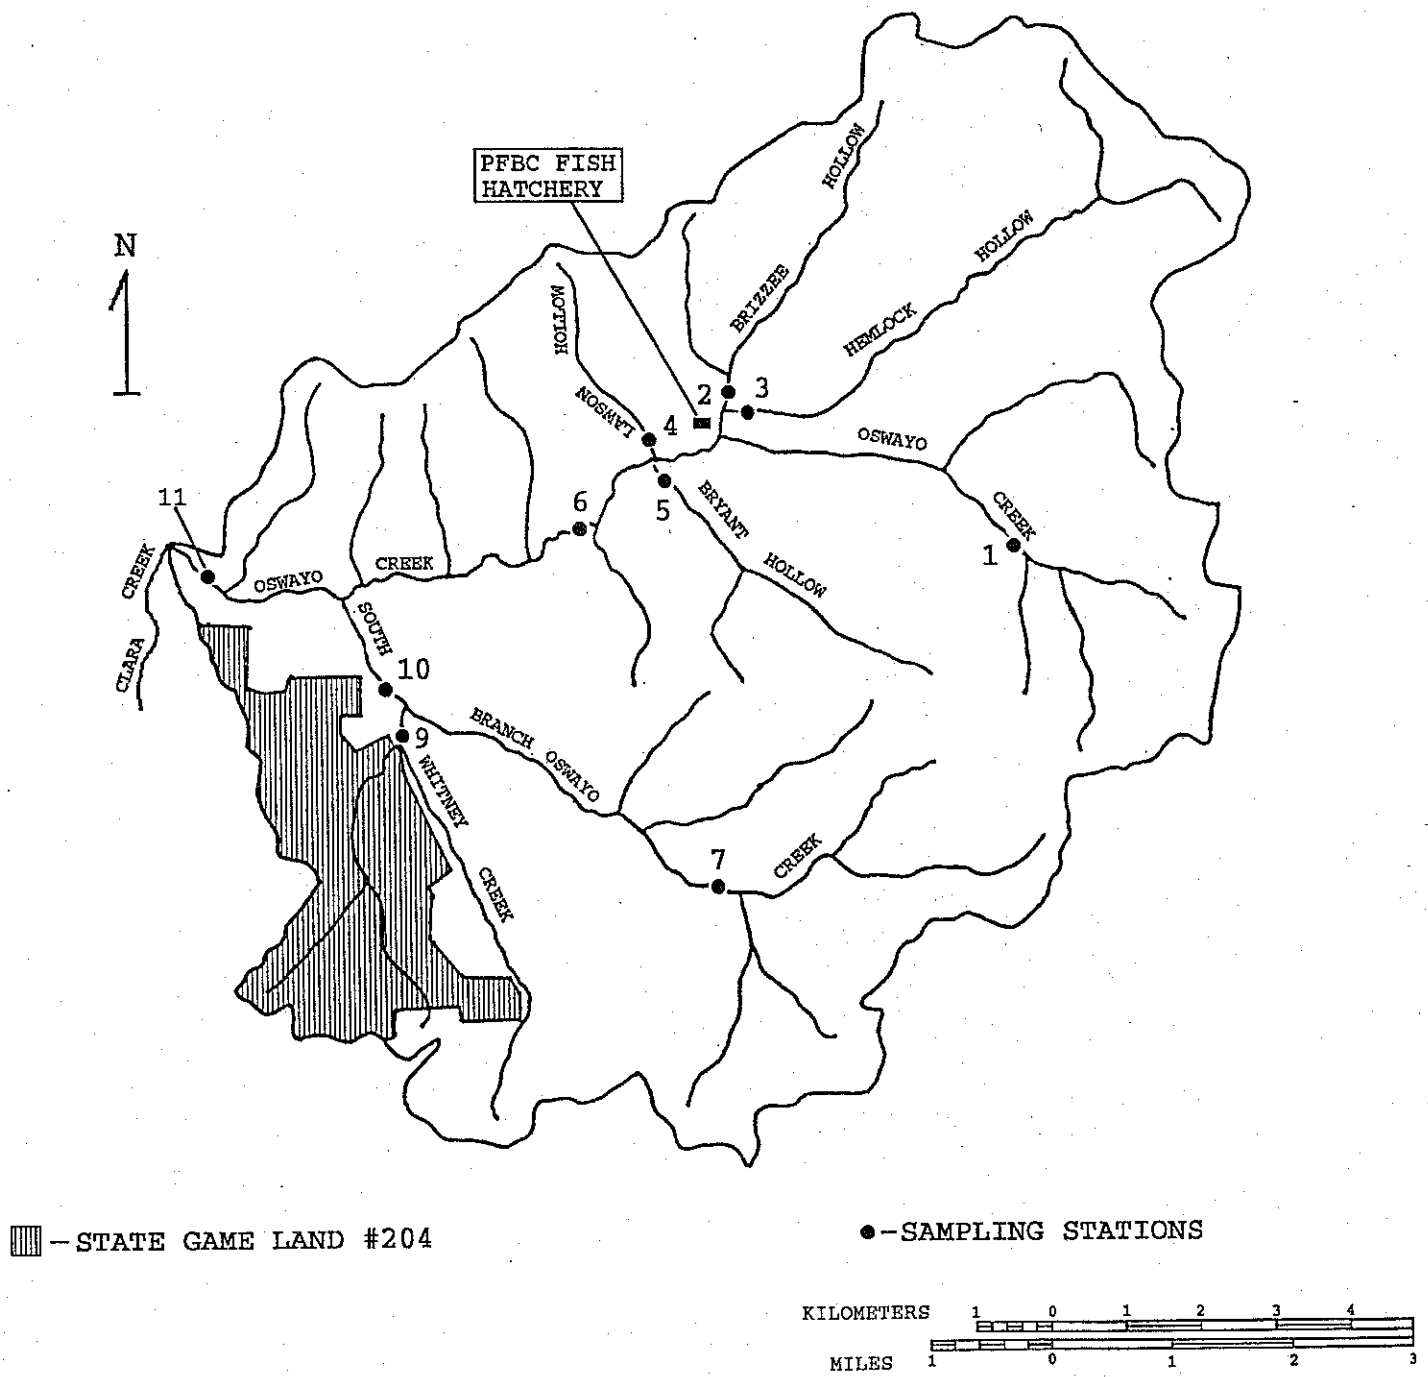 PFBC FISH
HATCHERY
N
HOLLOW
BRIZZEE
HOLLOW
HEMLOCK
HOLLOW
LAWSON
2
3
4
5
6
OSWAYO
CREEK
1
BRYANT
HOLLOW
11
CLARA CREEK
OSWAYO
CREEK
SOUTH
10
BRANCH OSWAYO
CREEK
9
7
WHITNEY
CREEK
-STATE GAME LAND #204
-SAMPLING STATIONS
KILOMETERS 1 0 1 2 3 4
MILES 1 0 1 2 3